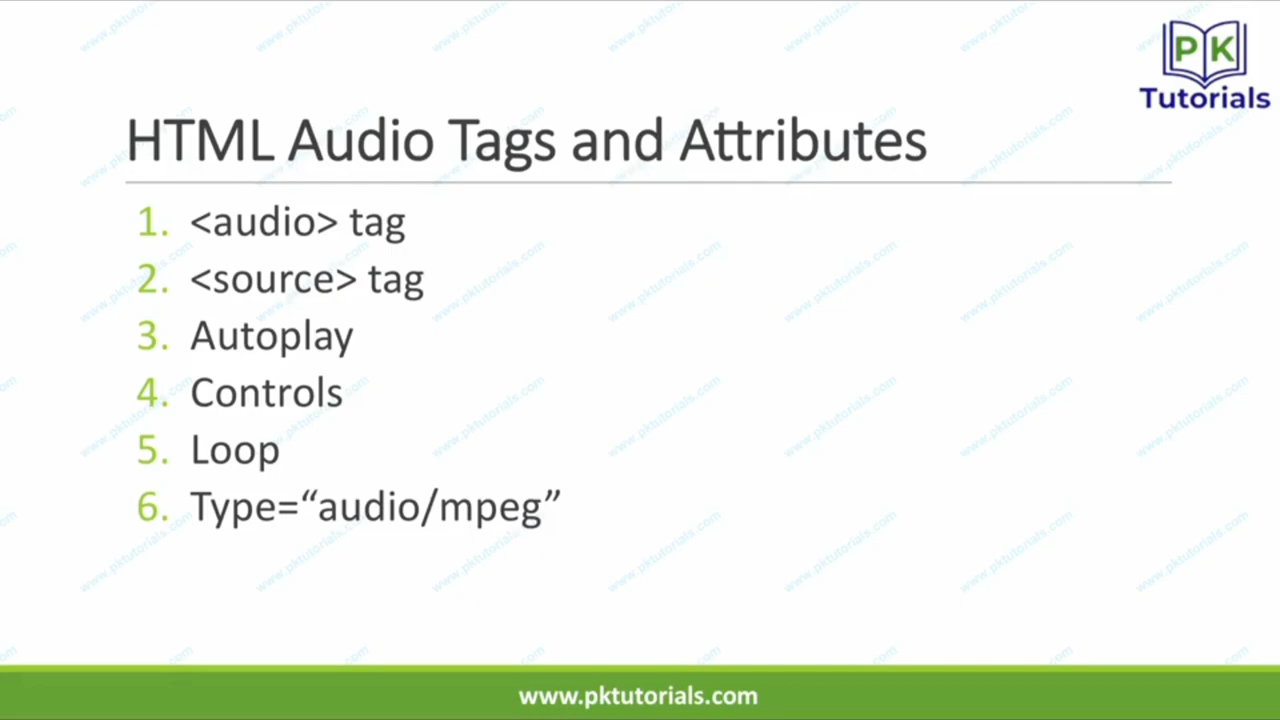 PK
Tutorials
HTML Audio Tags and Attributes
1. <audio> tag
2. <source> tag
3. Autoplay
4. Controls
5. Loop
6. Type=“audio/mpeg”
www.pktutorials.com